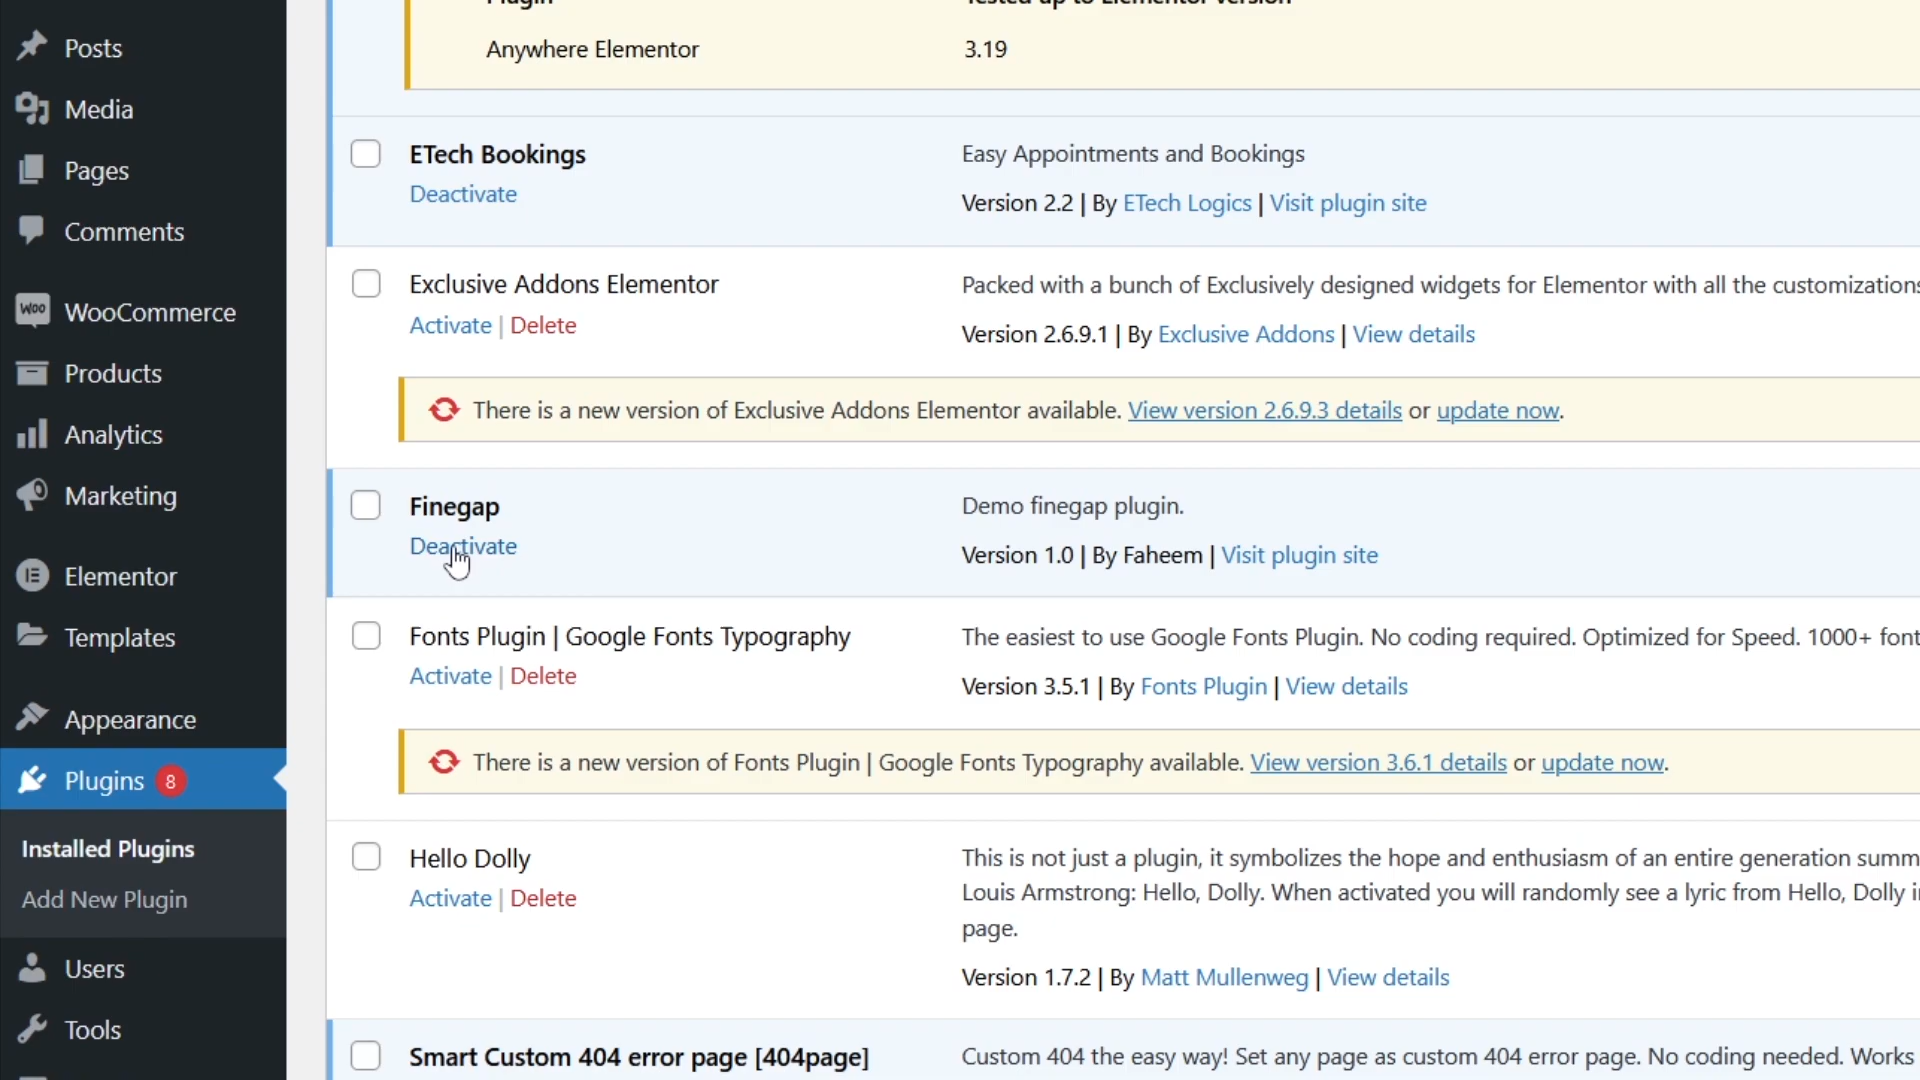 Posts
Media
Pages
Comments
WooCommerce
Products
Analytics
Marketing
Elementor
Templates
Appearance
Plugins 8
Installed Plugins
Add New Plugin
Users
Tools
Plugin Tested up to Elementor version
Anywhere Elementor 3.19
ETech Bookings
Deactivate
Easy Appointments and Bookings
Version 2.2 | By ETech Logics | Visit plugin site
Exclusive Addons Elementor
Activate | Delete
Packed with a bunch of Exclusively designed widgets for Elementor with all the customizations
Version 2.6.9.1 | By Exclusive Addons | View details
There is a new version of Exclusive Addons Elementor available. View version 2.6.9.3 details or update now.
Finegap
Deactivate
Demo finegap plugin.
Version 1.0 | By Faheem | Visit plugin site
Fonts Plugin | Google Fonts Typography
Activate | Delete
The easiest to use Google Fonts Plugin. No coding required. Optimized for Speed. 1000+ font
Version 3.5.1 | By Fonts Plugin | View details
There is a new version of Fonts Plugin | Google Fonts Typography available. View version 3.6.1 details or update now.
Hello Dolly
Activate | Delete
This is not just a plugin, it symbolizes the hope and enthusiasm of an entire generation summ
Louis Armstrong: Hello, Dolly. When activated you will randomly see a lyric from Hello, Dolly i
page.
Version 1.7.2 | By Matt Mullenweg | View details
Smart Custom 404 error page [404page]
Custom 404 the easy way! Set any page as custom 404 error page. No coding needed. Works